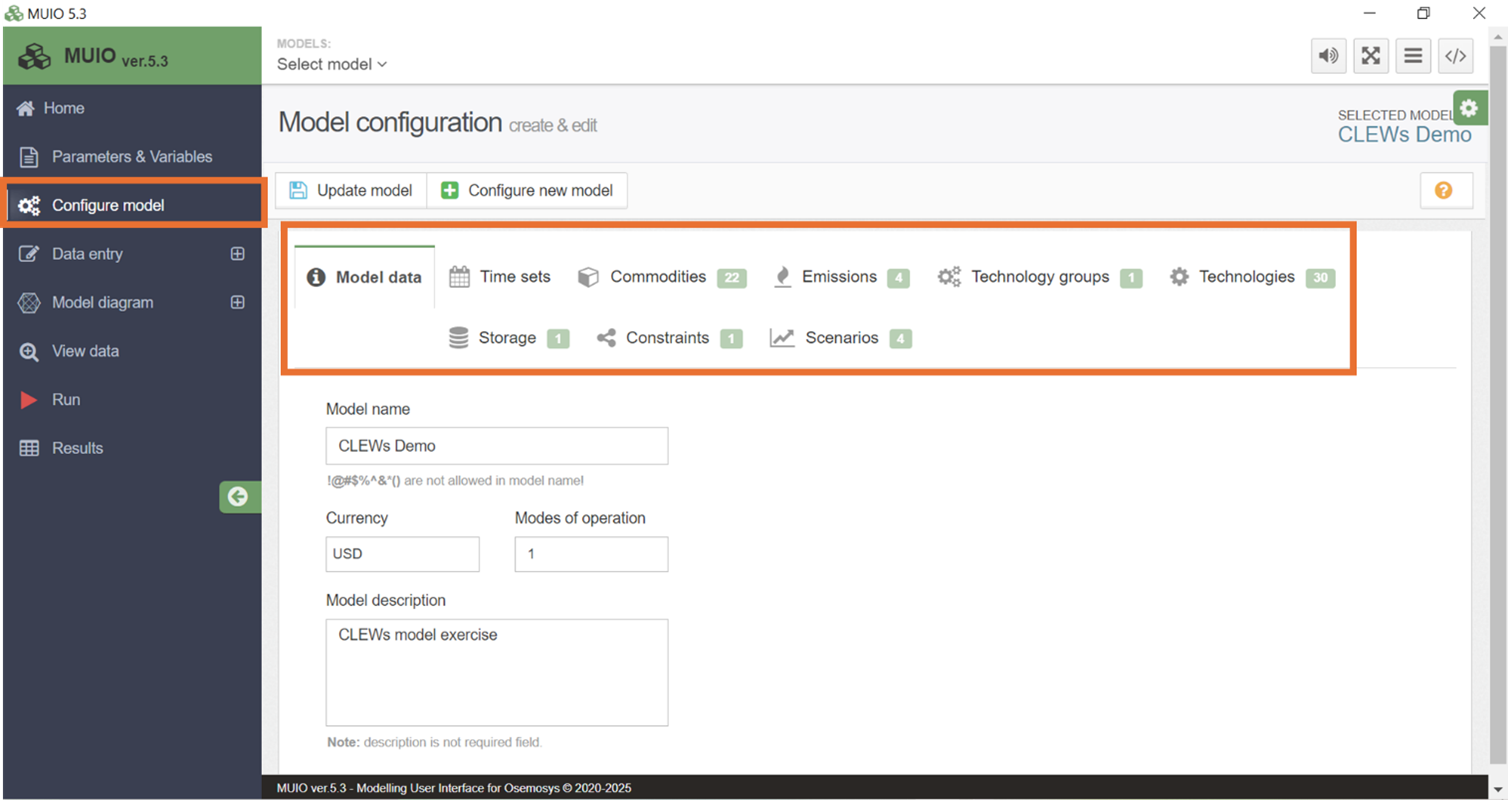 MUIO 5.3
MUIO ver.5.3
MODELS:
Select model
Home
Parameters & Variables
Configure model
Data entry
Model diagram
View data
Run
Results
Model configuration create & edit
SELECTED MODEL
CLEWs Demo
Update model
Configure new model
Model data
Time sets
Commodities 22
Emissions 4
Technology groups 1
Technologies 30
Storage 1
Constraints 1
Scenarios 4
Model name
CLEWs Demo
!@#$%^&*() are not allowed in model name!
Currency
Modes of operation
USD
1
Model description
CLEWs model exercise
Note: description is not required field.
MUIO ver.5.3 - Modelling User Interface for Osemosys © 2020-2025